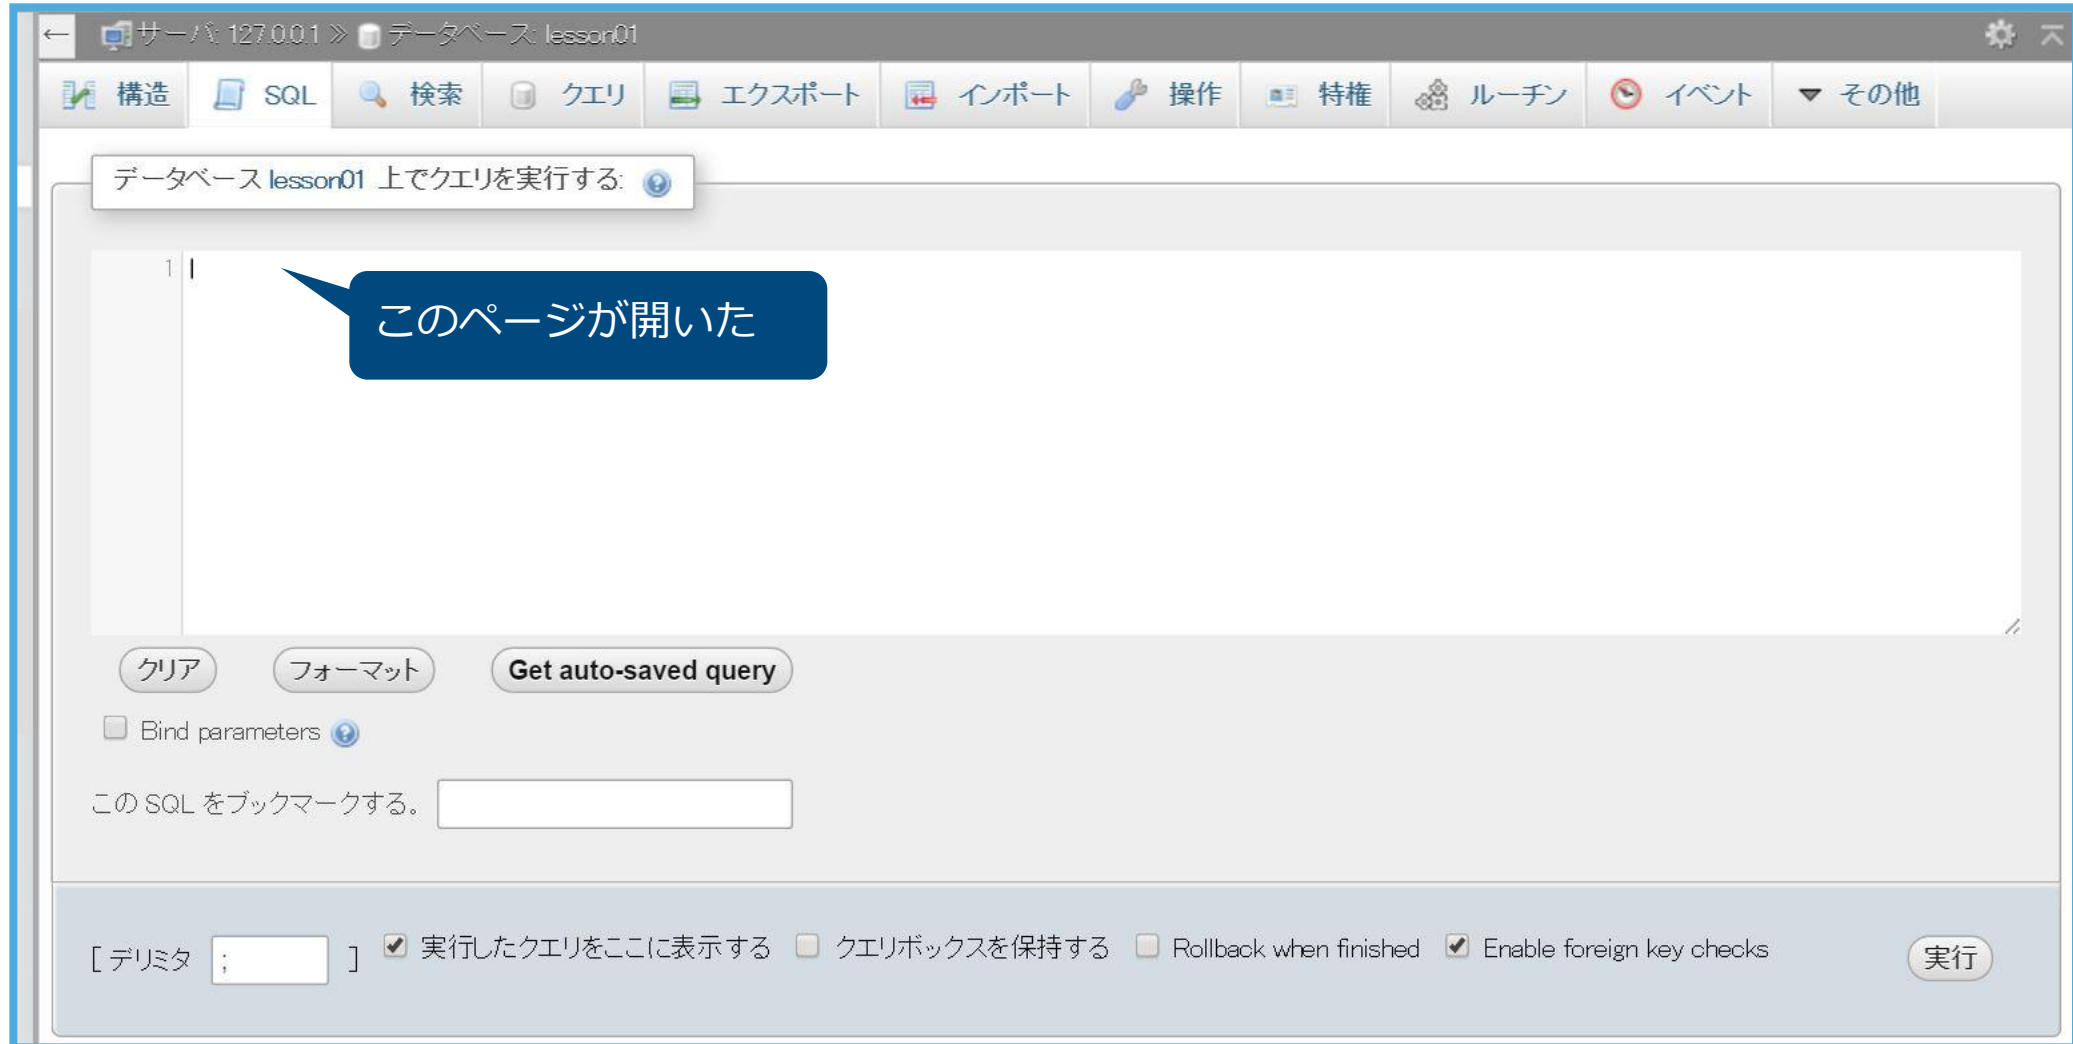 ← サーバ: 127.0.0.1 » データベース: lesson01
構造 SQL 検索 クエリ エクスポート インポート 操作 特権 ルーチン イベント ▼ その他
データベース lesson01 上でクエリを実行する:
1
このページが開いた
クリア フォーマット Get auto-saved query
Bind parameters
この SQL をブックマークする。
[ デリミタ ; ] 実行したクエリをここに表示する クエリボックスを保持する Rollback when finished Enable foreign key checks 実行